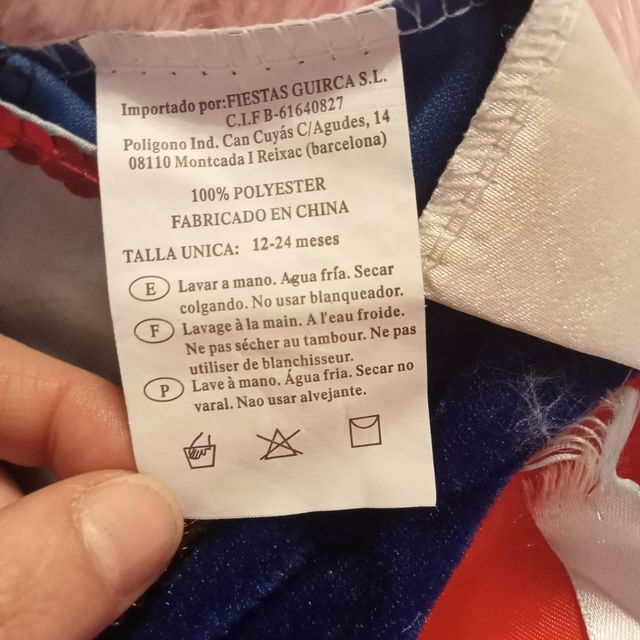 Importado por:FIESTAS GUIRCA S.L.
C.I.F B-61640827
Poligono Ind. Can Cuyás C/Agudes, 14
08110 Montcada I Reixac (barcelona)
100% POLYESTER
FABRICADO EN CHINA
TALLA UNICA: 12-24 meses
E Lavar a mano. Agua fría. Secar
colgando. No usar blanqueador.
F Lavage à la main. A l'eau froide.
Ne pas sécher au tambour. Ne pas
utiliser de blanchisseur.
P Lave à mano. Água fria. Secar no
varal. Nao usar alvejante.